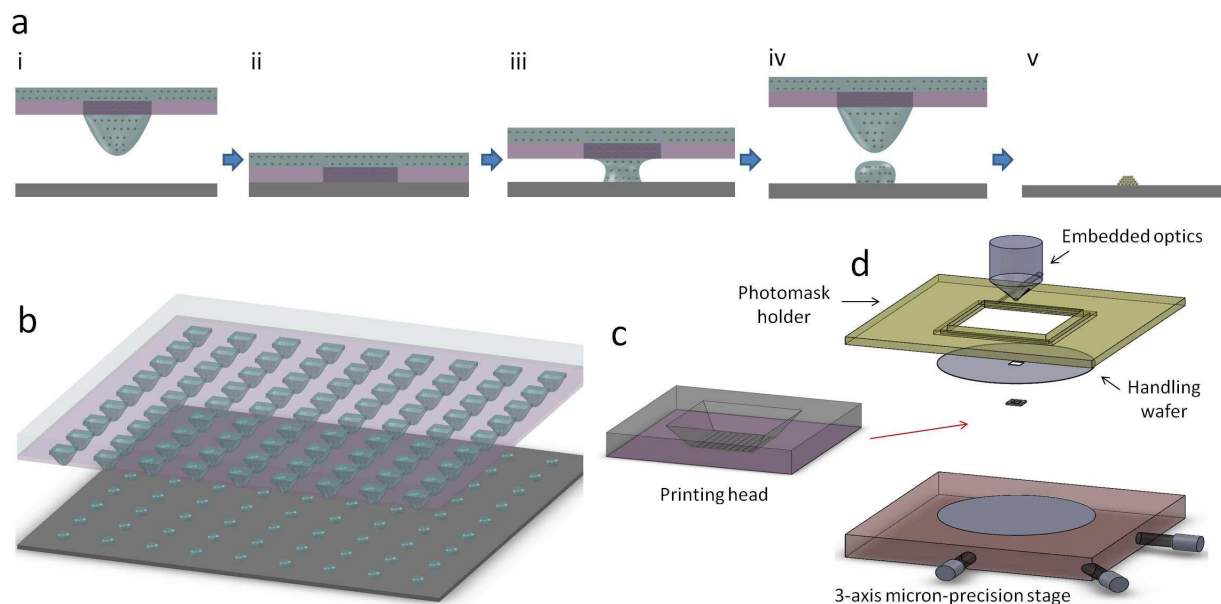 a
i
ii
iii
iv
v
b
c
d
Embedded optics
Photomask
holder
Handling
wafer
Printing head
3-axis micron-precision stage